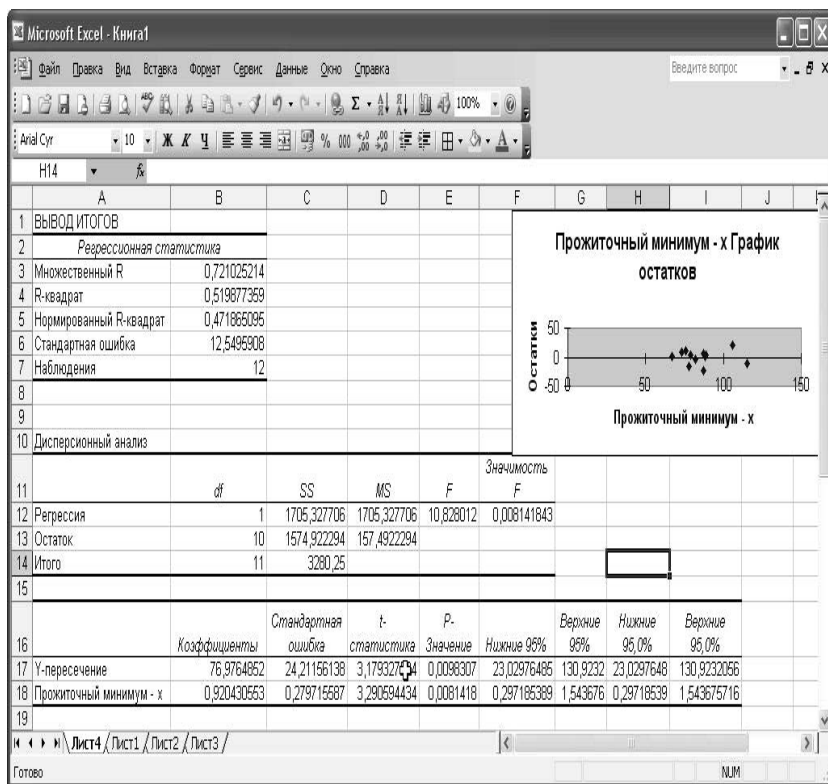 Microsoft Excel - Книга1
Файл Правка Вид Вставка Формат Сервис Данные Окно Справка
Введите вопрос
100%
Arial Cyr 10 Ж К Ч
H14 fx
A B C D E F G H I J
1 ВЫВОД ИТОГОВ
2 Регрессионная статистика
3 Множественный R 0,721025214
4 R-квадрат 0,519877359
5 Нормированный R-квадрат 0,471865095
6 Стандартная ошибка 12,5495908
7 Наблюдения 12
8
9
10 Дисперсионный анализ
Прожиточный минимум - x График
остатков
Остатки
50
0
-50
0 50 100 150
Прожиточный минимум - x
Значимость
11 df SS MS F F
12 Регрессия 1 1705,327706 1705,327706 10,828012 0,008141843
13 Остаток 10 1574,922294 157,4922294
14 Итого 11 3280,25
15
Стандартная t- P- Верхние Нижние Верхние
16 Коэффициенты ошибка статистика Значение Нижние 95% 95% 95,0% 95,0%
17 Y-пересечение 76,9764852 24,21156138 0,0098307 23,02976485 130,9232 23,0297648 130,9232056
18 Прожиточный минимум - x 0,920430553 0,279715587 3,290594434 0,0081418 0,297185389 1,543676 0,29718539 1,543675716
19
Лист4 Лист1 Лист2 Лист3
Готово NUM